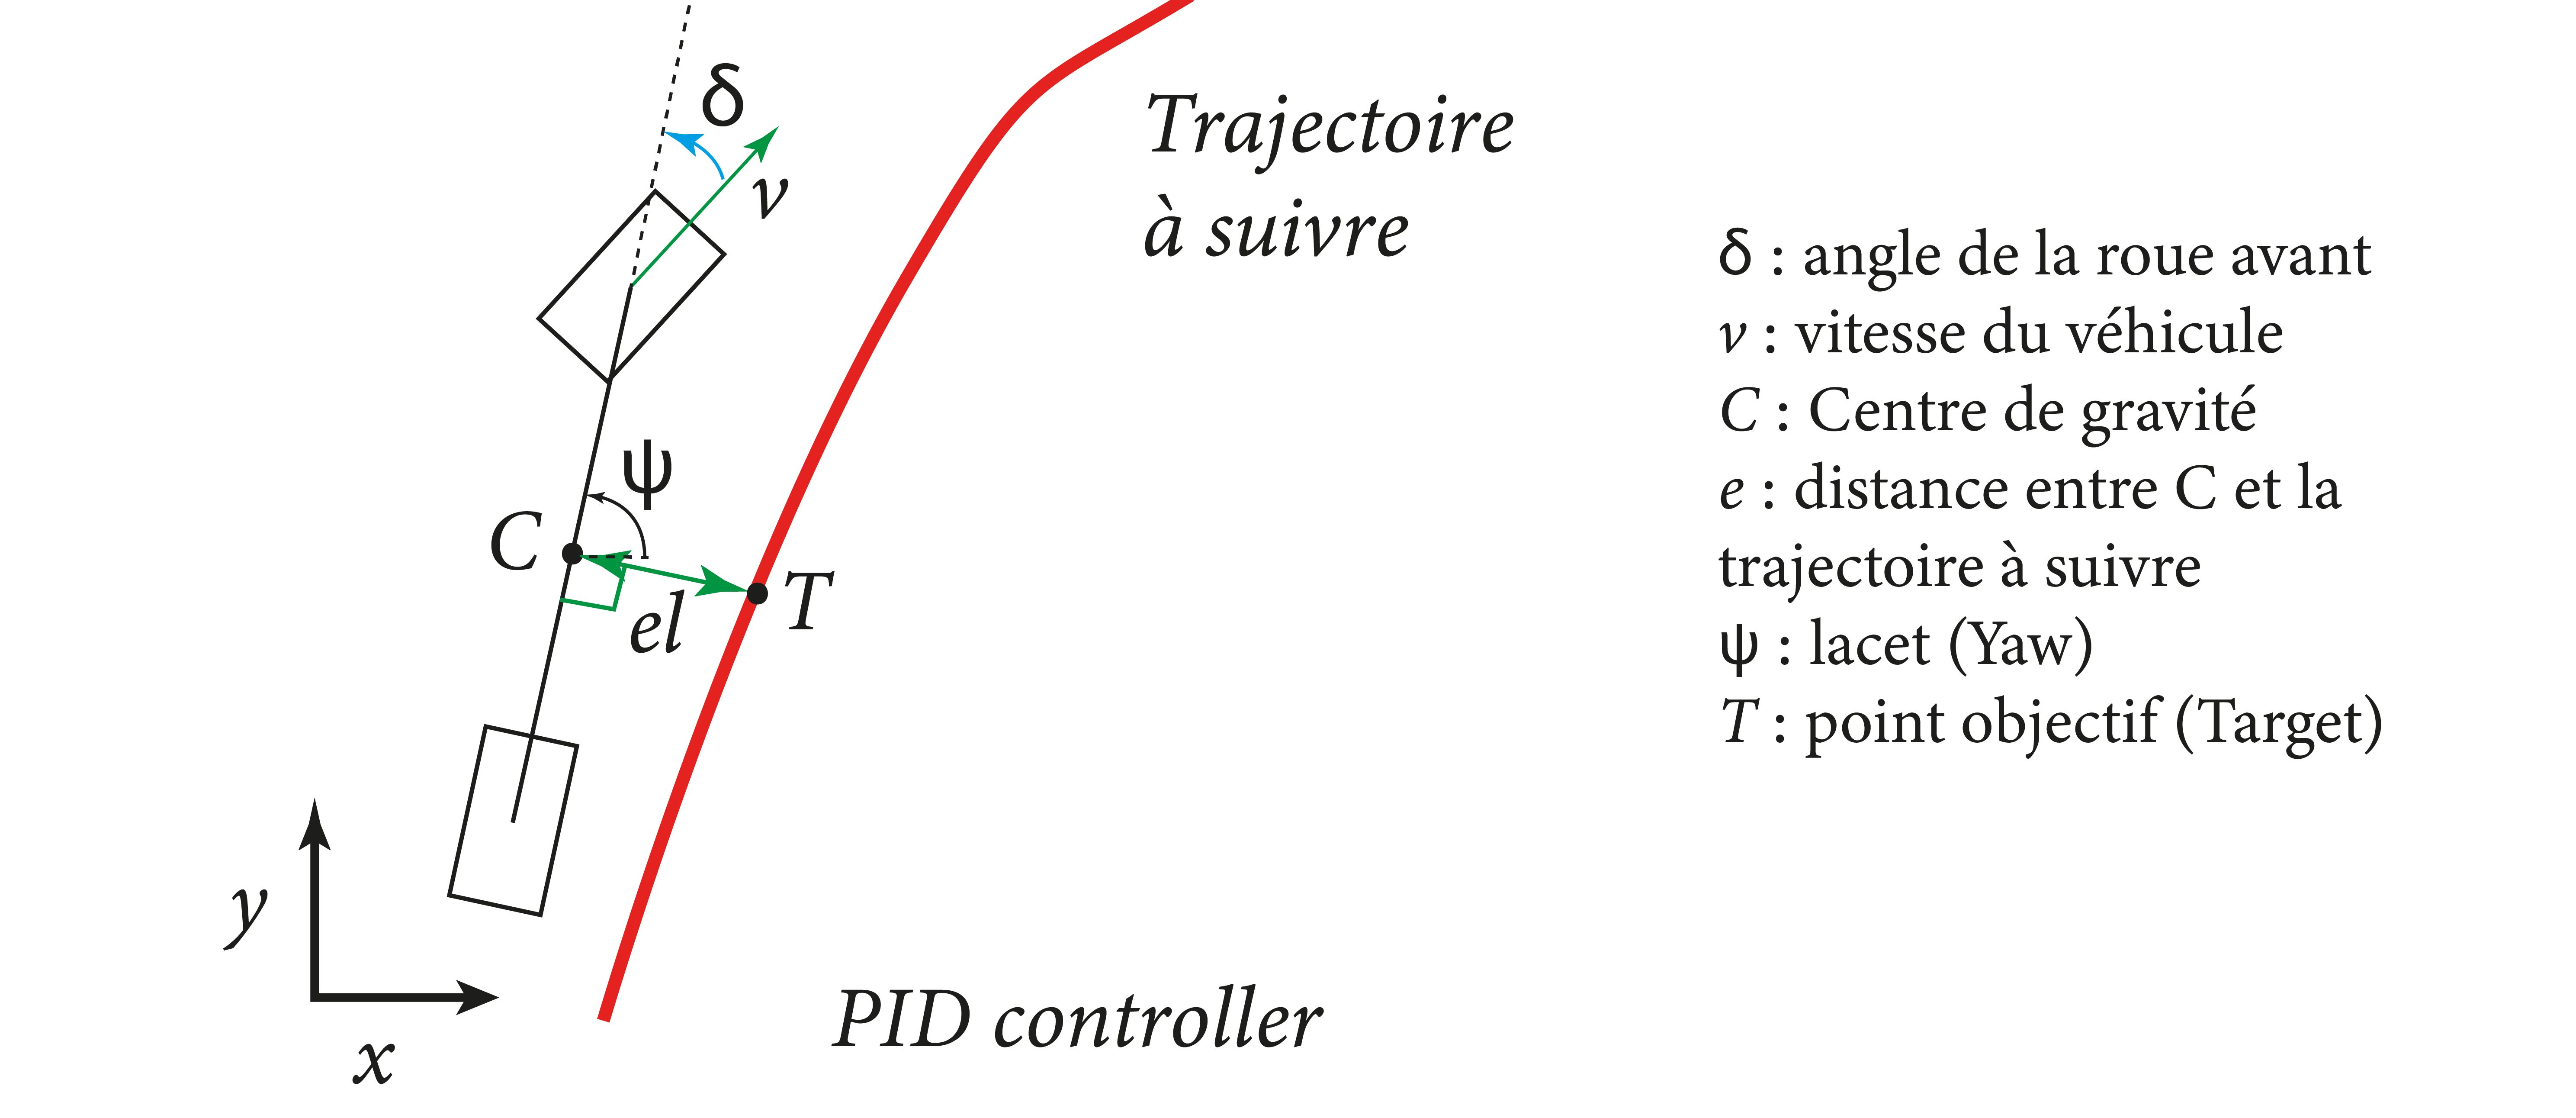 δ
v
Trajectoire
à suivre
ψ
C
T
el
y
x
PID controller
δ : angle de la roue avant
v : vitesse du véhicule
C : Centre de gravité
e : distance entre C et la
trajectoire à suivre
ψ : lacet (Yaw)
T : point objectif (Target)